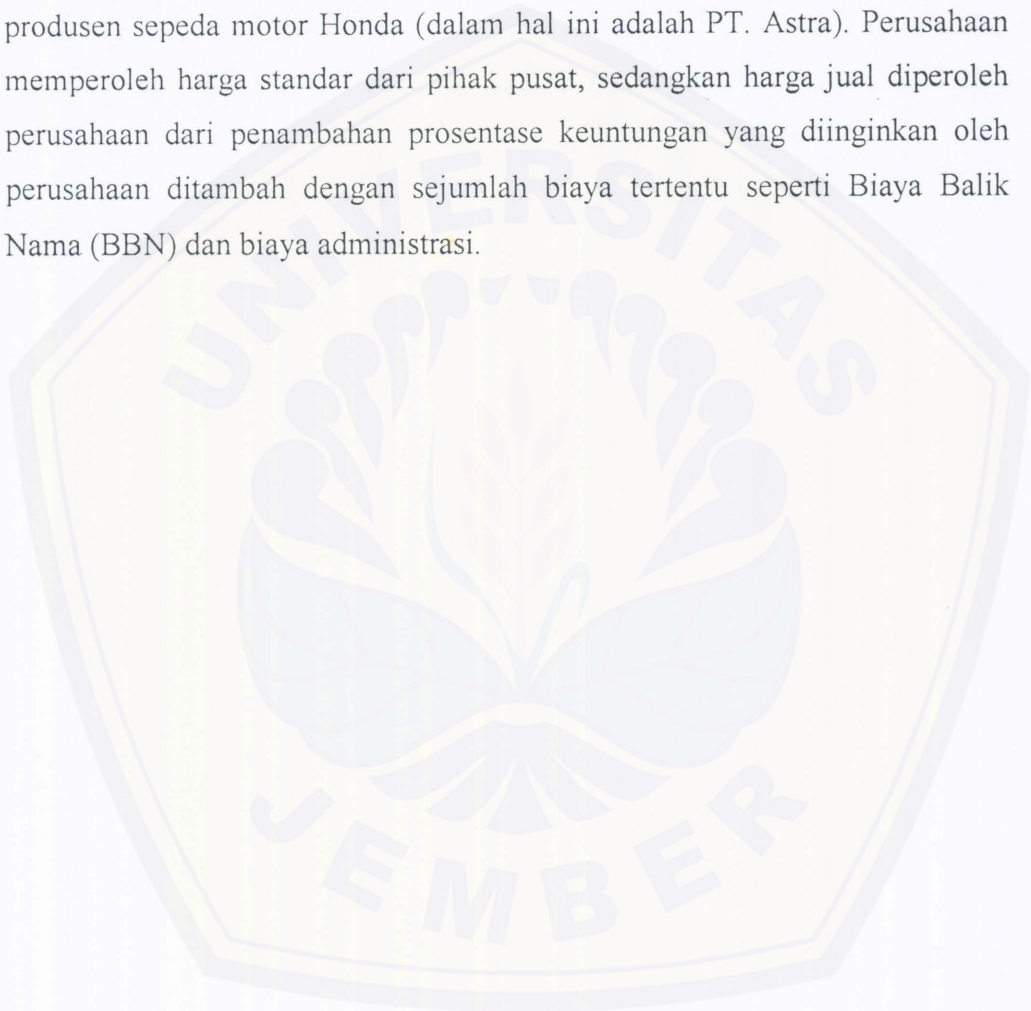 produsen sepeda motor Honda (dalam hal ini adalah PT. Astra). Perusahaan
memperoleh harga standar dari pihak pusat, sedangkan harga jual diperoleh
perusahaan dari penambahan prosentase keuntungan yang diinginkan oleh
perusahaan ditambah dengan sejumlah biaya tertentu seperti Biaya Balik
Nama (BBN) dan biaya administrasi.
UNIVERSITAS
JEMBER